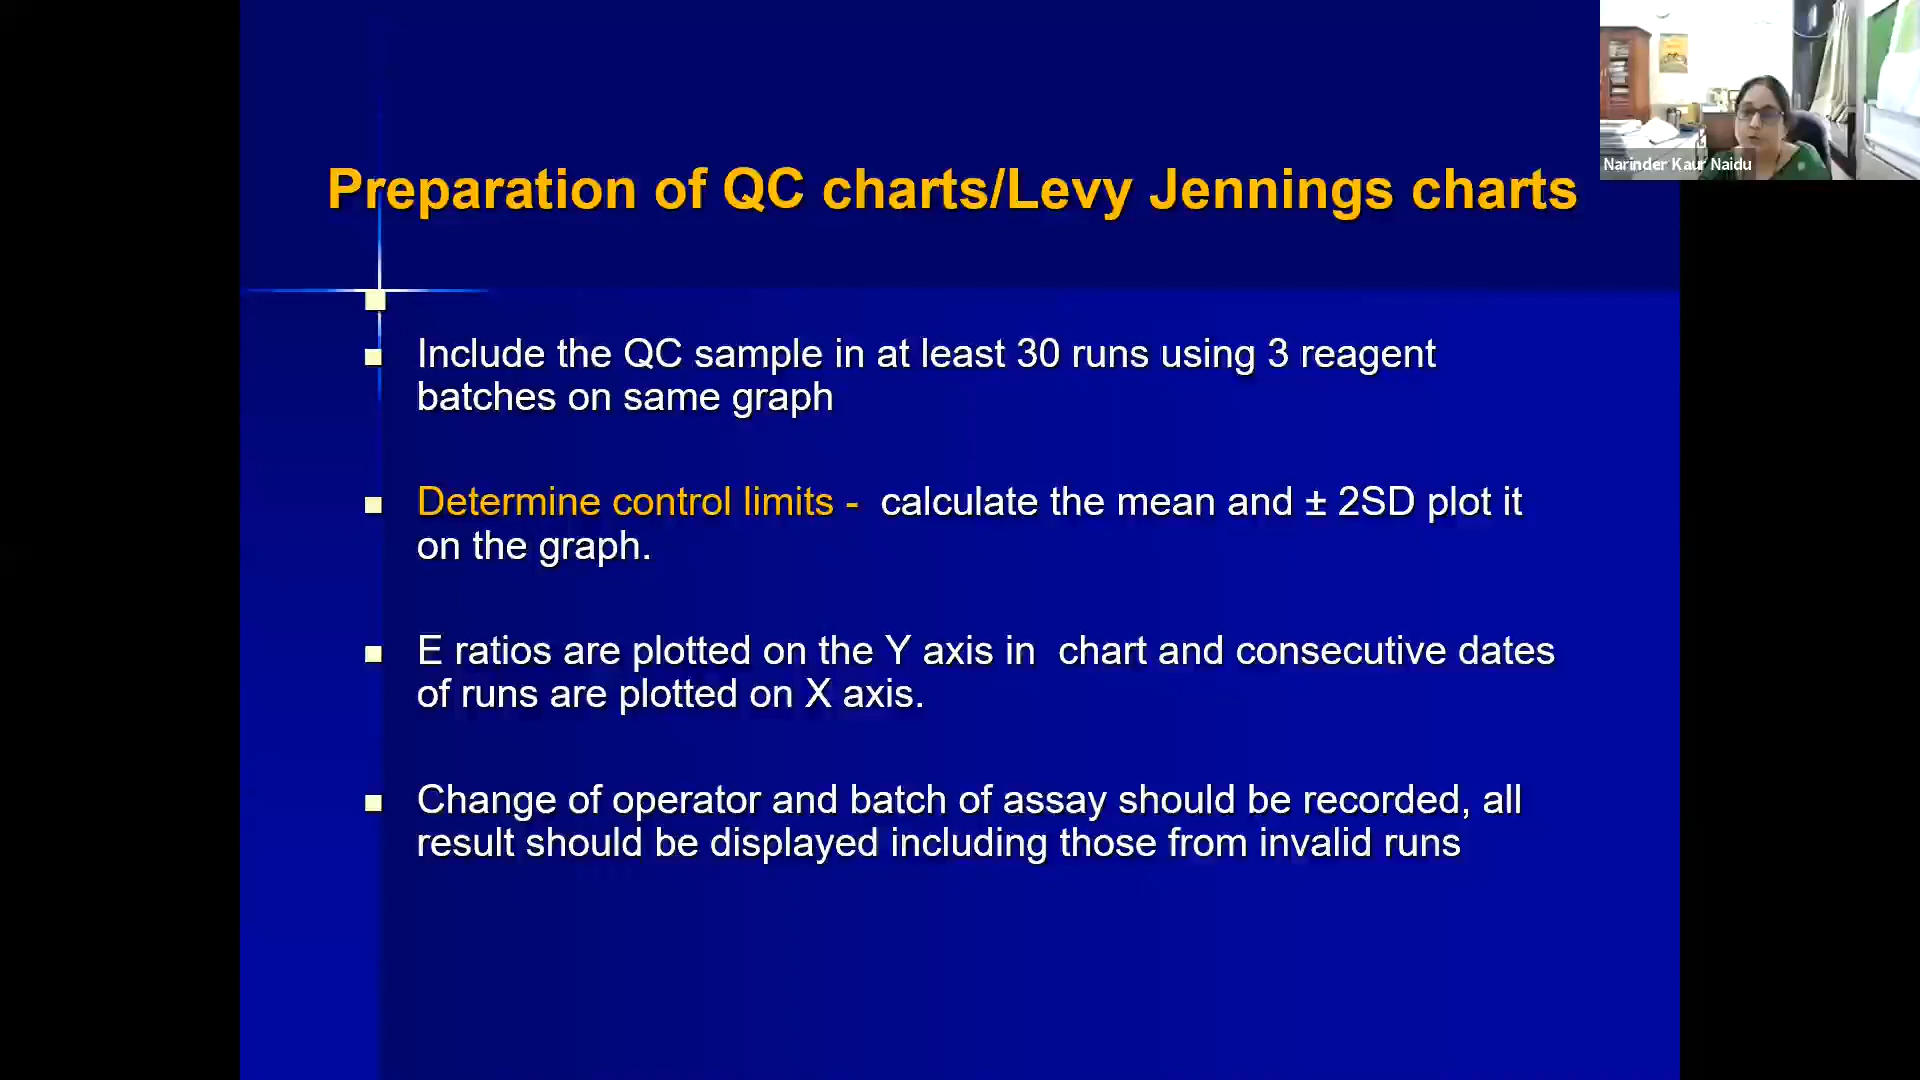 Preparation of QC charts/Levy Jennings charts
Narinder Kaur Naidu
Include the QC sample in at least 30 runs using 3 reagent
batches on same graph
Determine control limits - calculate the mean and ± 2SD plot it
on the graph.
E ratios are plotted on the Y axis in chart and consecutive dates
of runs are plotted on X axis.
Change of operator and batch of assay should be recorded, all
result should be displayed including those from invalid runs